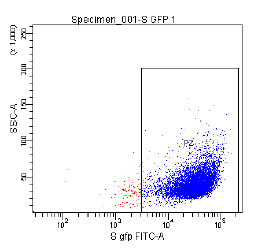 Specimen_001-S GFP 1
(x 1,000)
SSC-A
250
200
150
100
50
P2
10^2 10^3 10^4 10^5
S gfp FITC-A